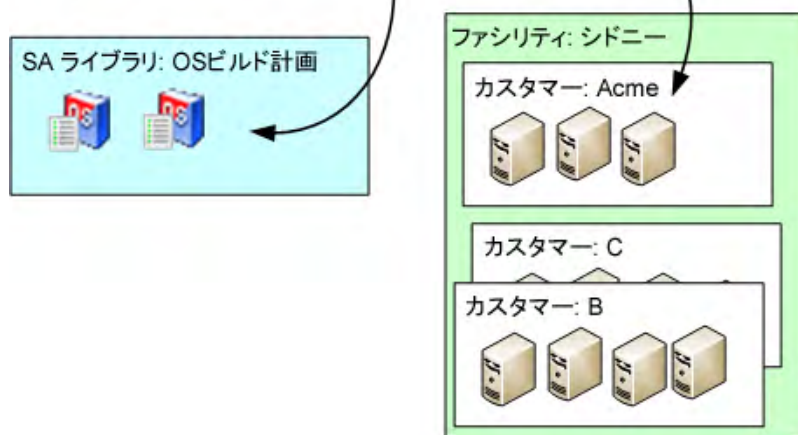 SA ライブラリ: OSビルド計画
OS
OS
ファシリティ: シドニー
カスタマー: Acme
カスタマー: C
カスタマー: B